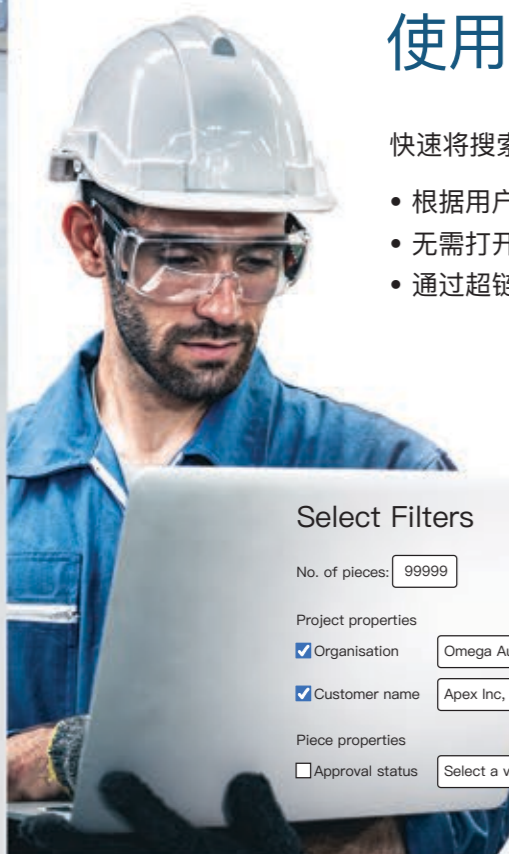 使用
快速将搜索
• 根据用户
• 无需打开
• 通过超链
Select Filters
No. of pieces: 99999
Project properties
Organisation Omega Au
Customer name Apex Inc,
Piece properties
Approval status Select a v